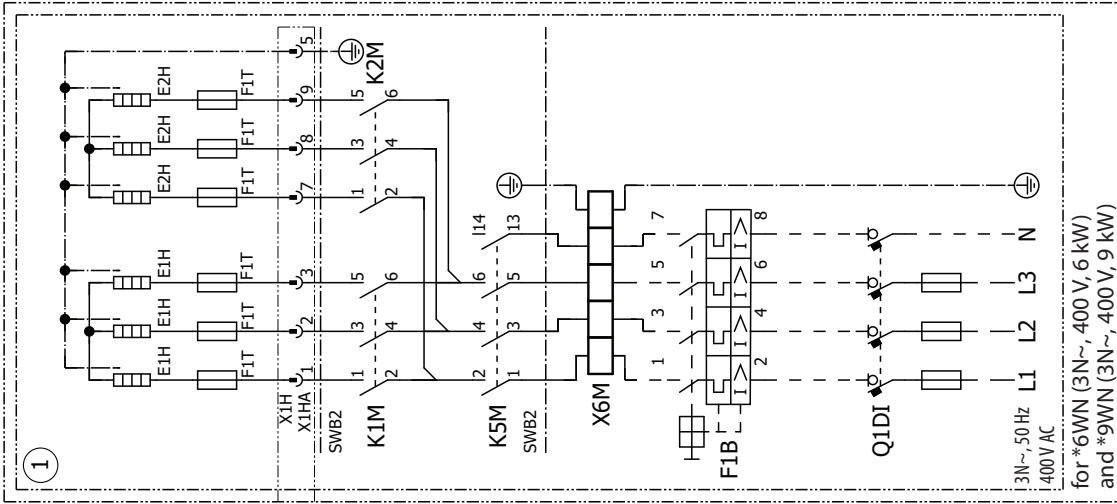 1
E1H E1H E1H E2H E2H E2H
F1T F1T F1T F1T F1T F1T
X1H
X1HA
1 2 3 7 8 9 5
SWB2
K1M
1 3 5
2 4 6
K2M
1 3 5
2 4 6
K5M
2 4 6 14
1 3 5 13
SWB2
X6M
1 3 5 7
F1B
I> I> I> I>
2 4 6 8
Q1DI
L1 L2 L3 N
3N~, 50 Hz
400 V AC
for *6WN (3N~, 400 V, 6 kW)
and *9WN (3N~, 400 V, 9 kW)